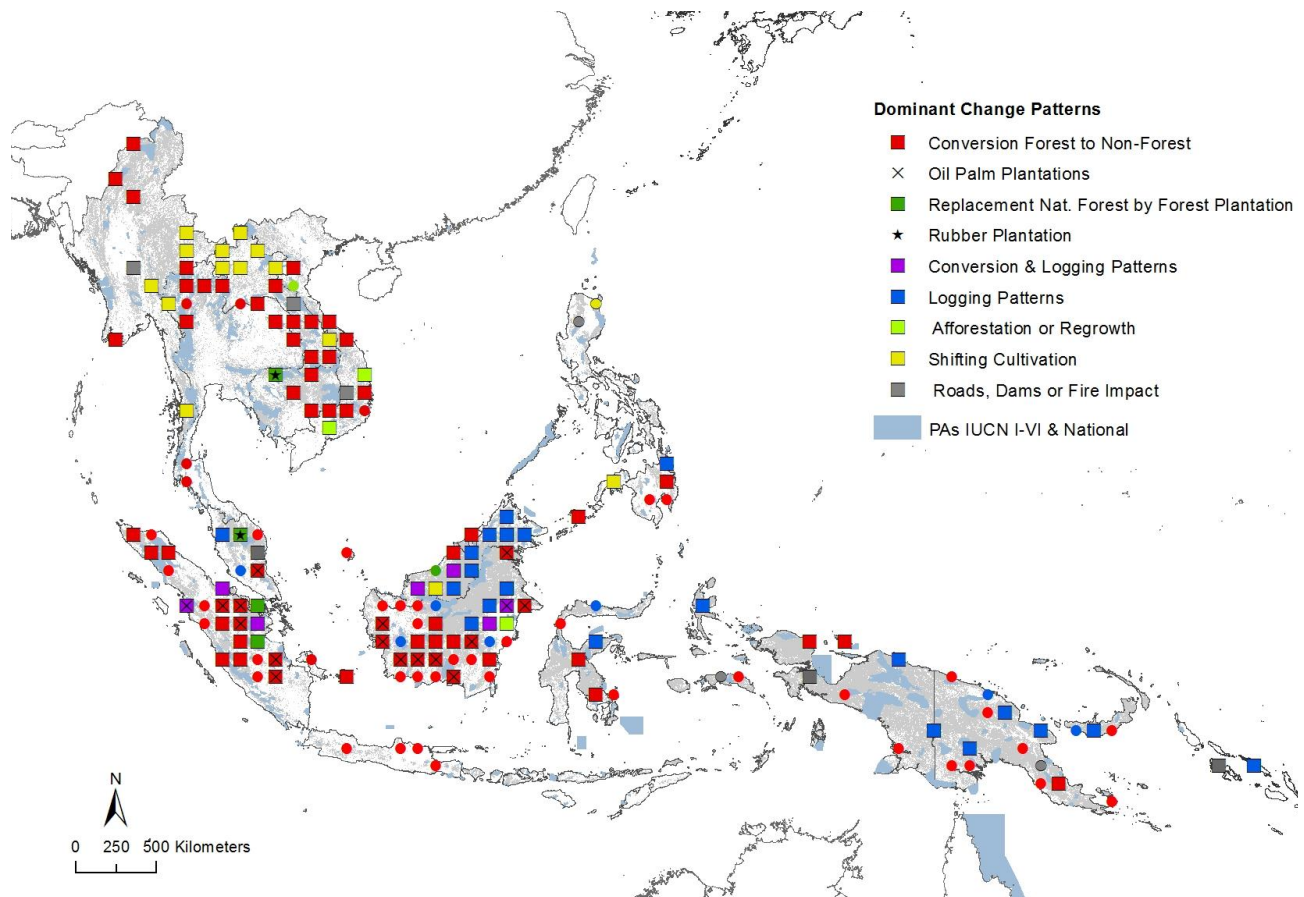 Dominant Change Patterns
Conversion Forest to Non-Forest
Oil Palm Plantations
Replacement Nat. Forest by Forest Plantation
Rubber Plantation
Conversion & Logging Patterns
Logging Patterns
Afforestation or Regrowth
Shifting Cultivation
Roads, Dams or Fire Impact
PAs IUCN I-VI & National
N
0 250 500 Kilometers